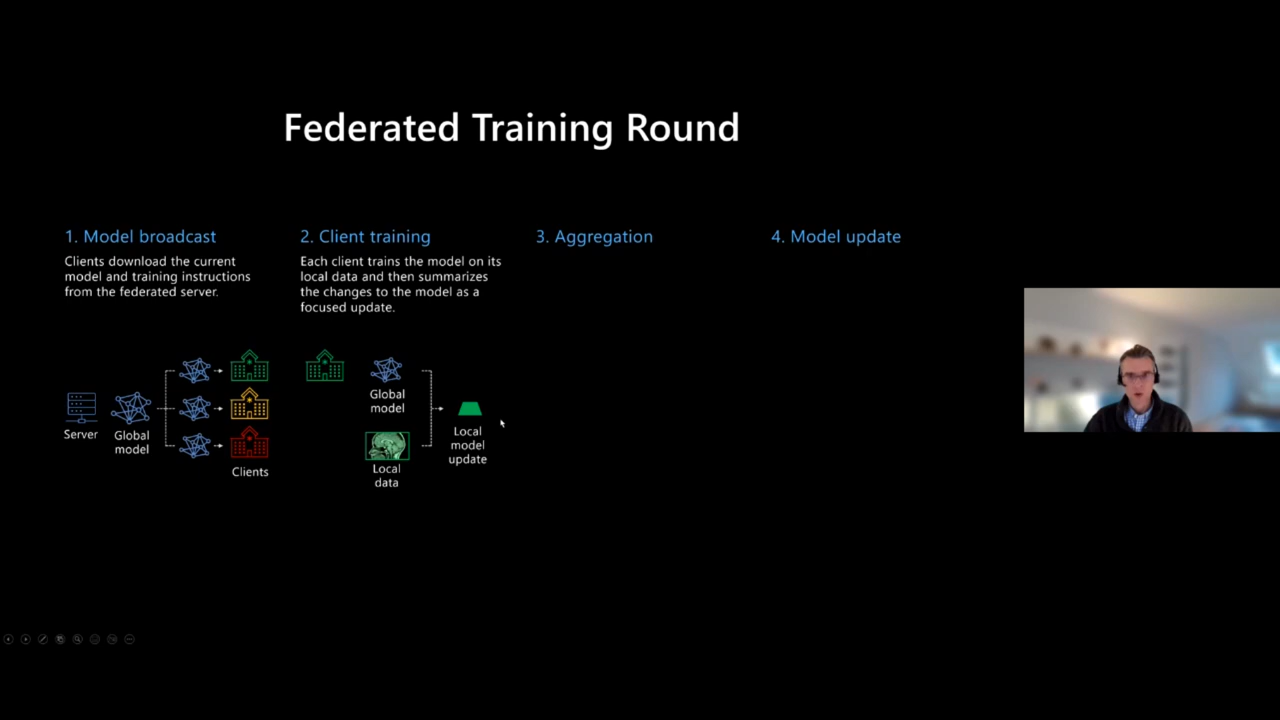 Federated Training Round
1. Model broadcast
Clients download the current
model and training instructions
from the federated server.
Server
Global
model
Clients
2. Client training
Each client trains the model on its
local data and then summarizes
the changes to the model as a
focused update.
Global
model
Local
data
Local
model
update
3. Aggregation
4. Model update